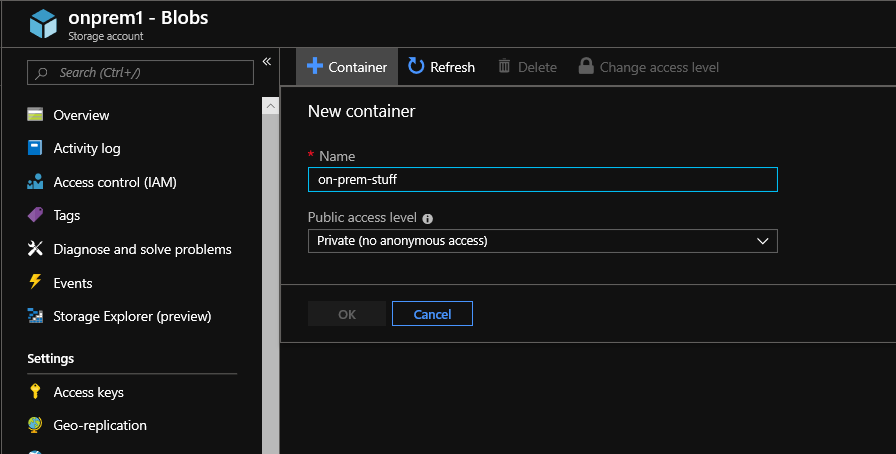 onprem1 - Blobs
Storage account
Search (Ctrl+/)
«
Overview
Activity log
Access control (IAM)
Tags
Diagnose and solve problems
Events
Storage Explorer (preview)
Settings
Access keys
Geo-replication
Container
Refresh
Delete
Change access level
New container
* Name
on-prem-stuff
Public access level
Private (no anonymous access)
OK
Cancel